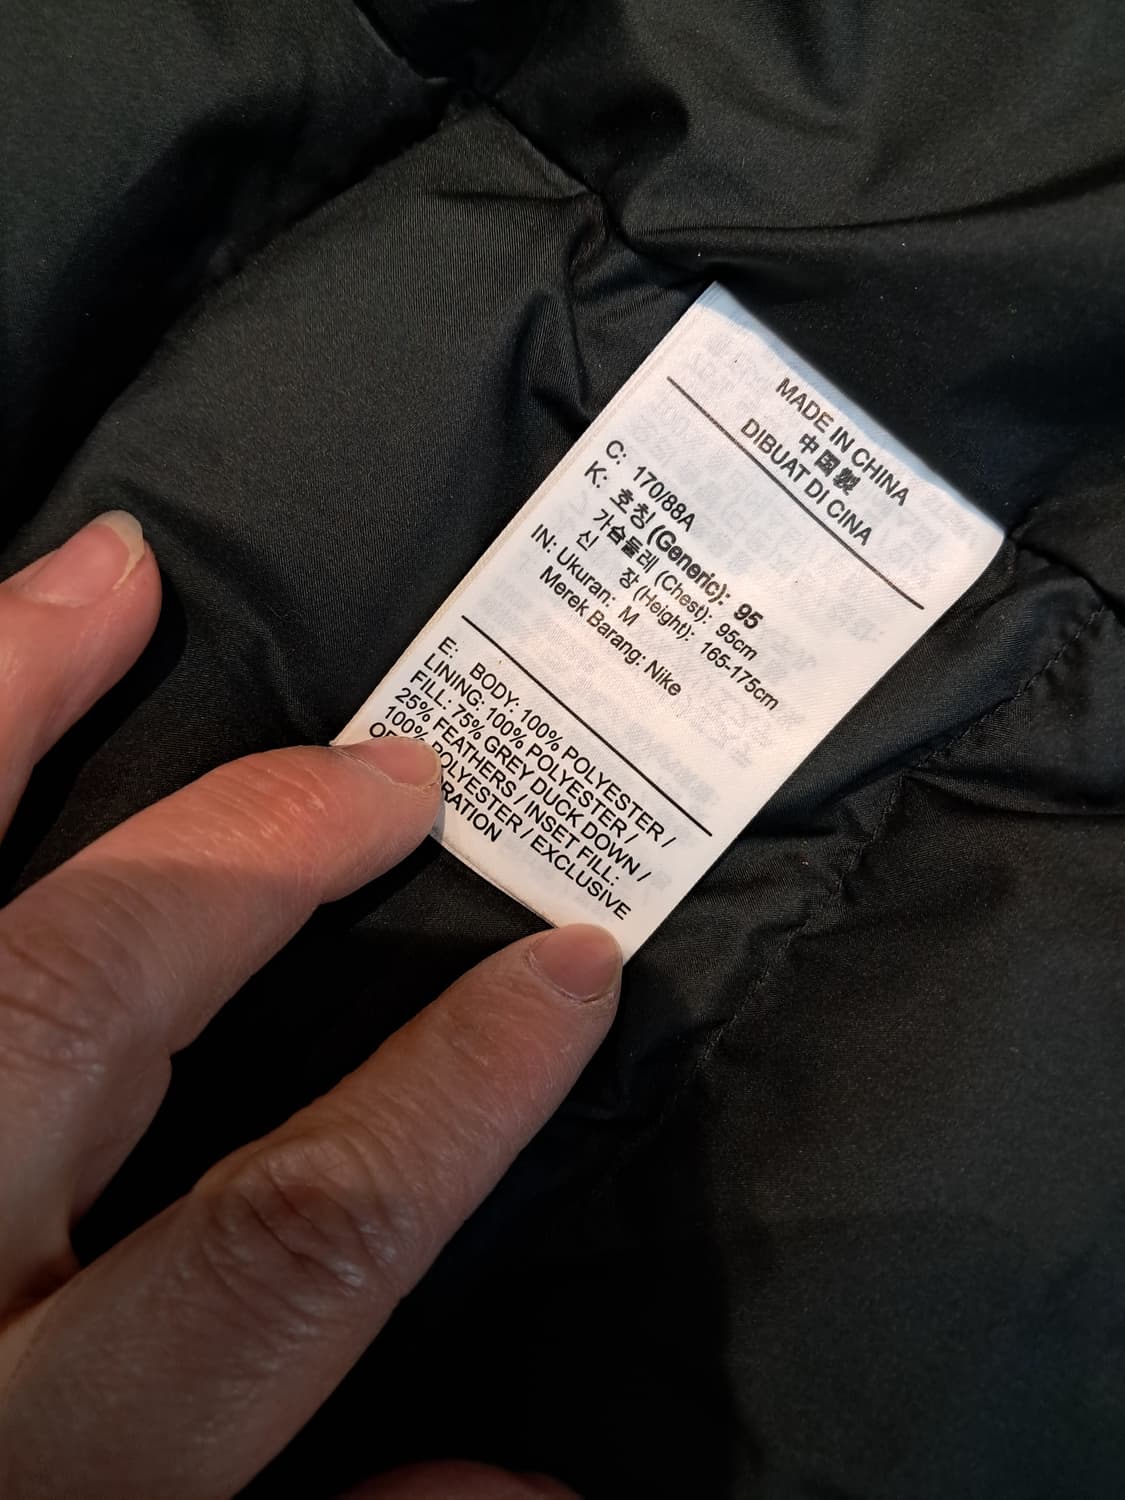 MADE IN CHINA
中国製
DIBUAT DI CINA
C: 170/88A
K: 호칭 (Generic): 95
가슴둘레 (Chest): 95cm
신 장 (Height): 165-175cm
IN: Ukuran: M
Merek Barang: Nike
E: BODY: 100% POLYESTER /
LINING: 100% POLYESTER /
FILL: 75% GREY DUCK DOWN /
25% FEATHERS / INSET FILL:
100% POLYESTER / EXCLUSIVE